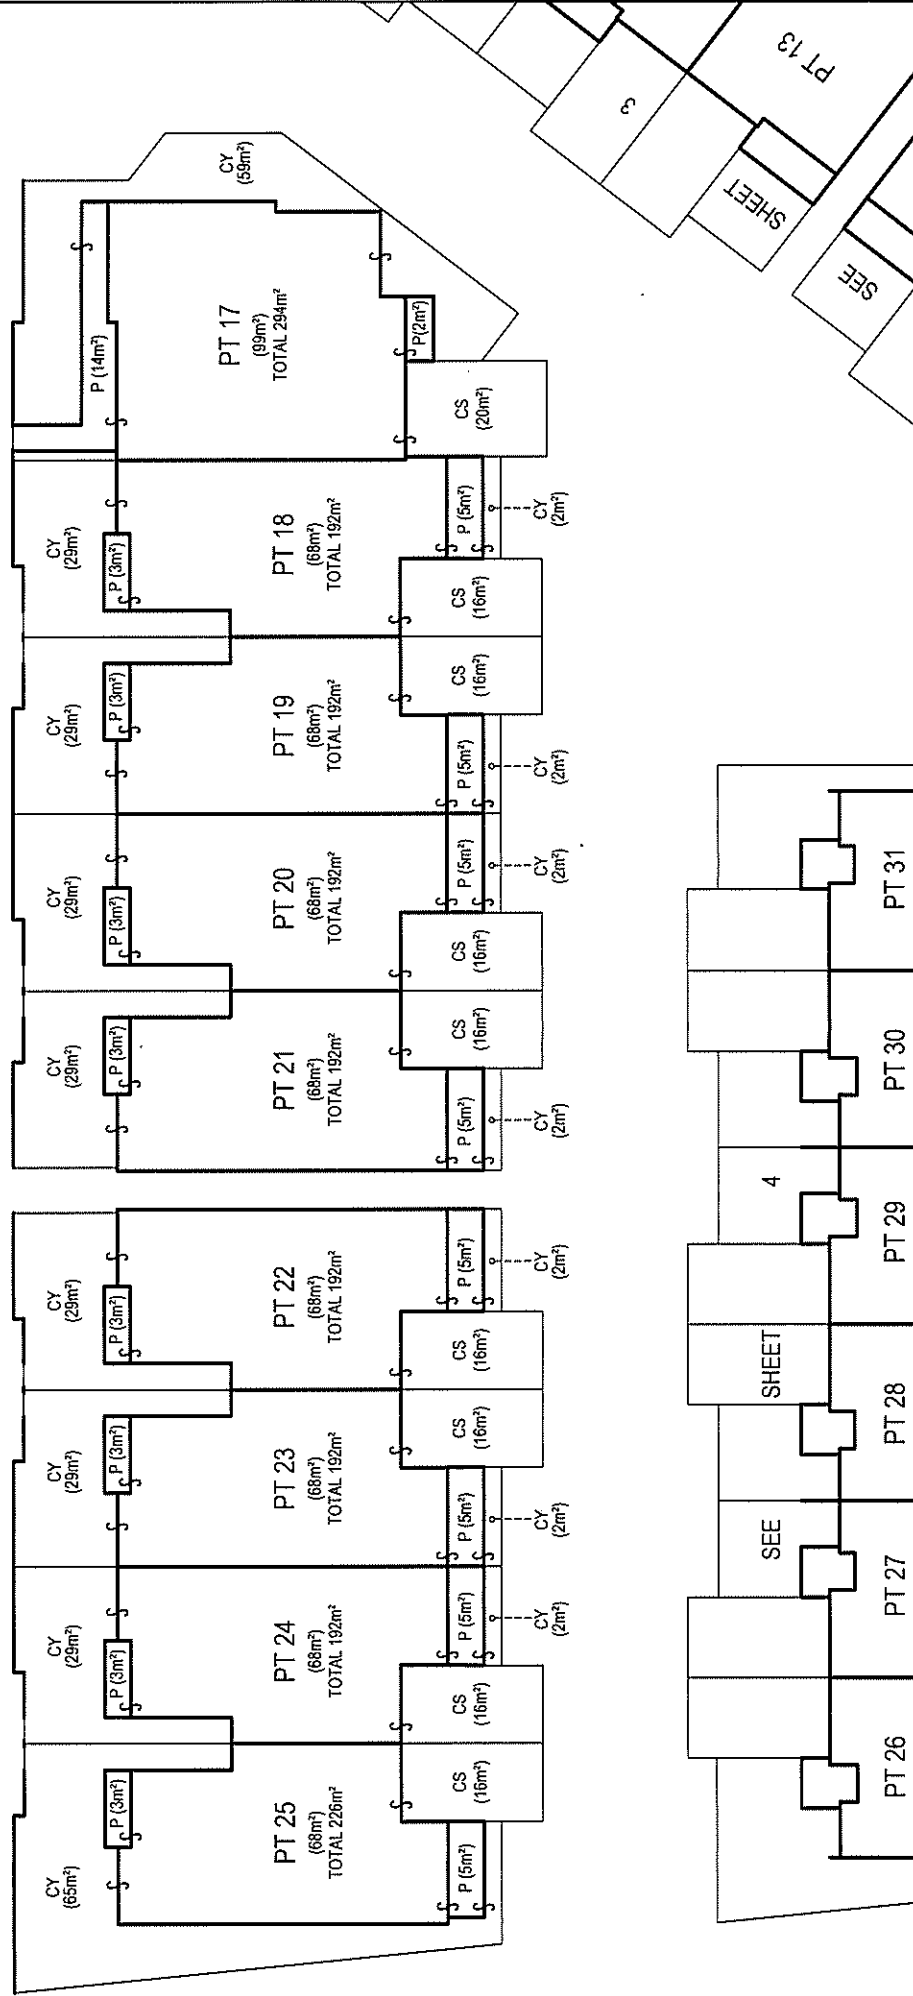 CY
(59m²)
P (14m²)
PT 17
(99m²)
TOTAL 294m²
P(2m²)
CS
(20m²)
CY
(29m²)
P (3m²)
PT 18
(68m²)
TOTAL 192m²
P (5m²)
CY
(2m²)
CS
(16m²)
CY
(29m²)
P (3m²)
PT 19
(68m²)
TOTAL 192m²
CS
(16m²)
P (5m²)
CY
(2m²)
CY
(29m²)
P (3m²)
PT 20
(68m²)
TOTAL 192m²
P (5m²)
CY
(2m²)
CS
(16m²)
CY
(29m²)
P (3m²)
PT 21
(68m²)
TOTAL 192m²
CS
(16m²)
P (5m²)
CY
(2m²)
CY
(29m²)
P (3m²)
PT 22
(68m²)
TOTAL 192m²
P (5m²)
CY
(2m²)
CS
(16m²)
CY
(29m²)
P (3m²)
PT 23
(68m²)
TOTAL 192m²
CS
(16m²)
P (5m²)
CY
(2m²)
CY
(29m²)
P (3m²)
PT 24
(68m²)
TOTAL 192m²
P (5m²)
CY
(2m²)
CS
(16m²)
CY
(65m²)
P (3m²)
PT 25
(68m²)
TOTAL 226m²
CS
(16m²)
P (5m²)
SEE SHEET 3
PT 13
SEE SHEET 4
PT 26
PT 27
PT 28
PT 29
PT 30
PT 31